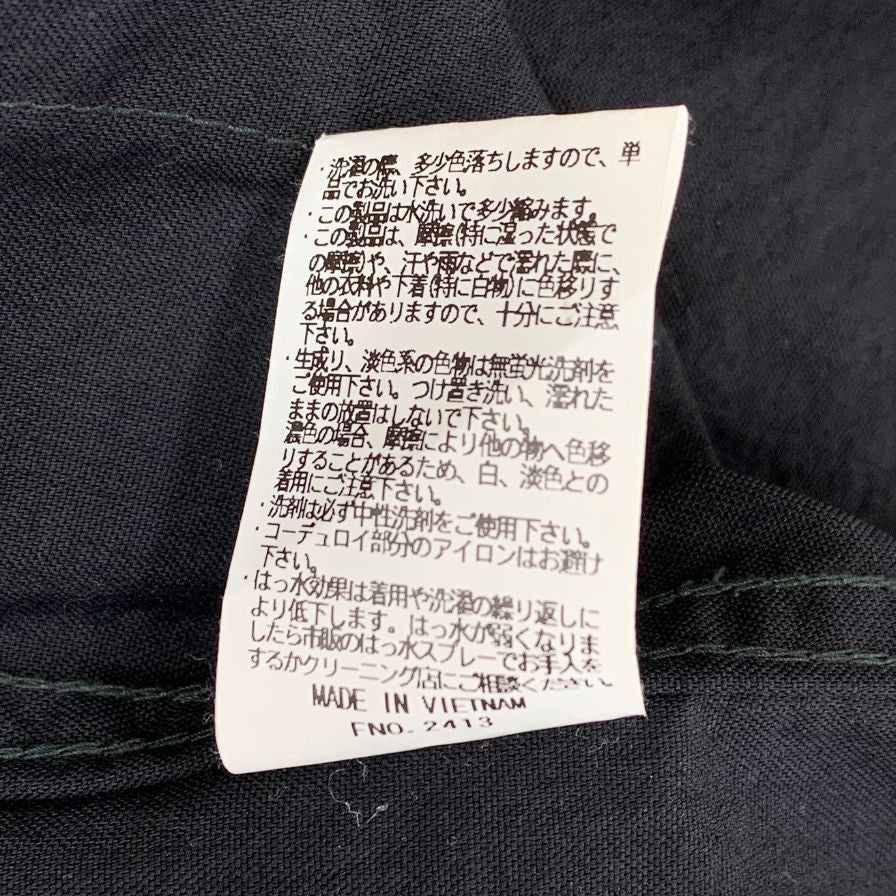 ・洗濯の際、多少色落ちしますので、単
品でお洗い下さい。
・この製品は水洗いで多少縮みます。
・この製品は、摩擦(特に湿った状態で
の摩擦)や、汗や雨などで濡れた際に、
他の衣料や下着(特に白物)に色移りす
る場合がありますので、十分にご注意
下さい。
・生成り、淡色系の色物は無蛍光洗剤を
ご使用下さい。つけ置き洗い、濡れた
ままの放置はしないで下さい。
濃色の場合、摩擦により他の物へ色移
りすることがあるため、白、淡色との
着用にご注意下さい。
・洗剤は必ず中性洗剤をご使用下さい。
・コーデュロイ部分のアイロンはお避け
下さい。
・はっ水効果は着用や洗濯の繰り返しに
より低下します。はっ水が弱くなりま
したら市販のはっ水スプレーでお手入を
するかクリーニング店にご相談ください。
MADE IN VIETNAM
FNO. 2413